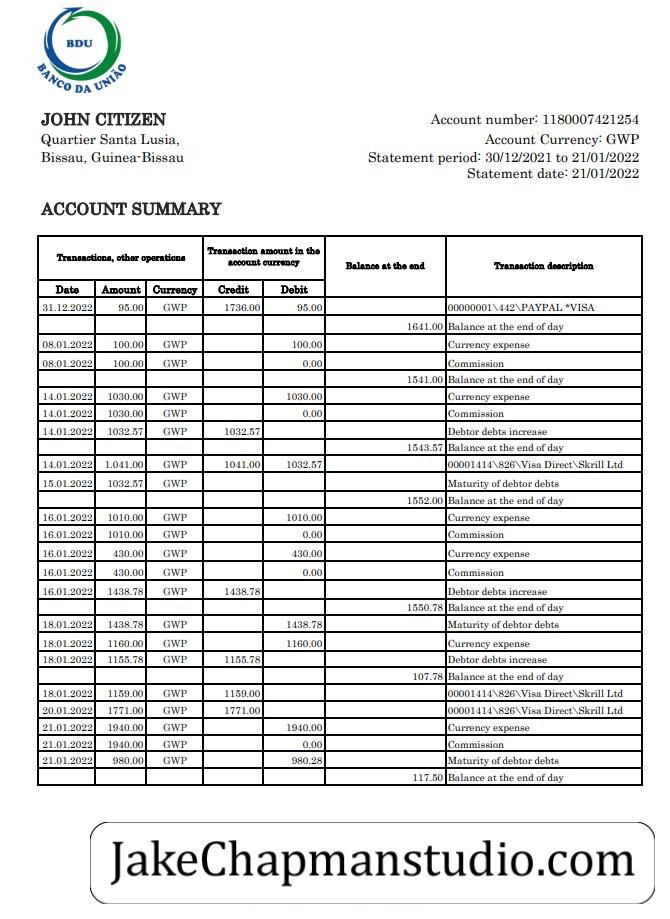 BDU
BANCO DA UNIÃO
JOHN CITIZEN
Quartier Santa Lusia,
Bissau, Guinea-Bissau
Account number: 1180007421254
Account Currency: GWP
Statement period: 30/12/2021 to 21/01/2022
Statement date: 21/01/2022
ACCOUNT SUMMARY
Transactions, other operations Transaction amount in the account currency Balance at the end Transaction description
Date Amount Currency Credit Debit
31.12.2022 95.00 GWP 1736.00 95.00 00000001\442\PAYPAL *VISA
1641.00 Balance at the end of day
08.01.2022 100.00 GWP 100.00 Currency expense
08.01.2022 100.00 GWP 0.00 Commission
1541.00 Balance at the end of day
14.01.2022 1030.00 GWP 1030.00 Currency expense
14.01.2022 1030.00 GWP 0.00 Commission
14.01.2022 1032.57 GWP 1032.57 Debtor debts increase
1543.57 Balance at the end of day
14.01.2022 1.041.00 GWP 1041.00 1032.57 00001414\826\Visa Direct\Skrill Ltd
15.01.2022 1032.57 GWP Maturity of debtor debts
1552.00 Balance at the end of day
16.01.2022 1010.00 GWP 1010.00 Currency expense
16.01.2022 1010.00 GWP 0.00 Commission
16.01.2022 430.00 GWP 430.00 Currency expense
16.01.2022 430.00 GWP 0.00 Commission
16.01.2022 1438.78 GWP 1438.78 Debtor debts increase
1550.78 Balance at the end of day
18.01.2022 1438.78 GWP 1438.78 Maturity of debtor debts
18.01.2022 1160.00 GWP 1160.00 Currency expense
18.01.2022 1155.78 GWP 1155.78 Debtor debts increase
107.78 Balance at the end of day
18.01.2022 1159.00 GWP 1159.00 00001414\826\Visa Direct\Skrill Ltd
20.01.2022 1771.00 GWP 1771.00 00001414\826\Visa Direct\Skrill Ltd
21.01.2022 1940.00 GWP 1940.00 Currency expense
21.01.2022 1940.00 GWP 0.00 Commission
21.01.2022 980.00 GWP 980.28 Maturity of debtor debts
117.50 Balance at the end of day
JakeChapmanstudio.com